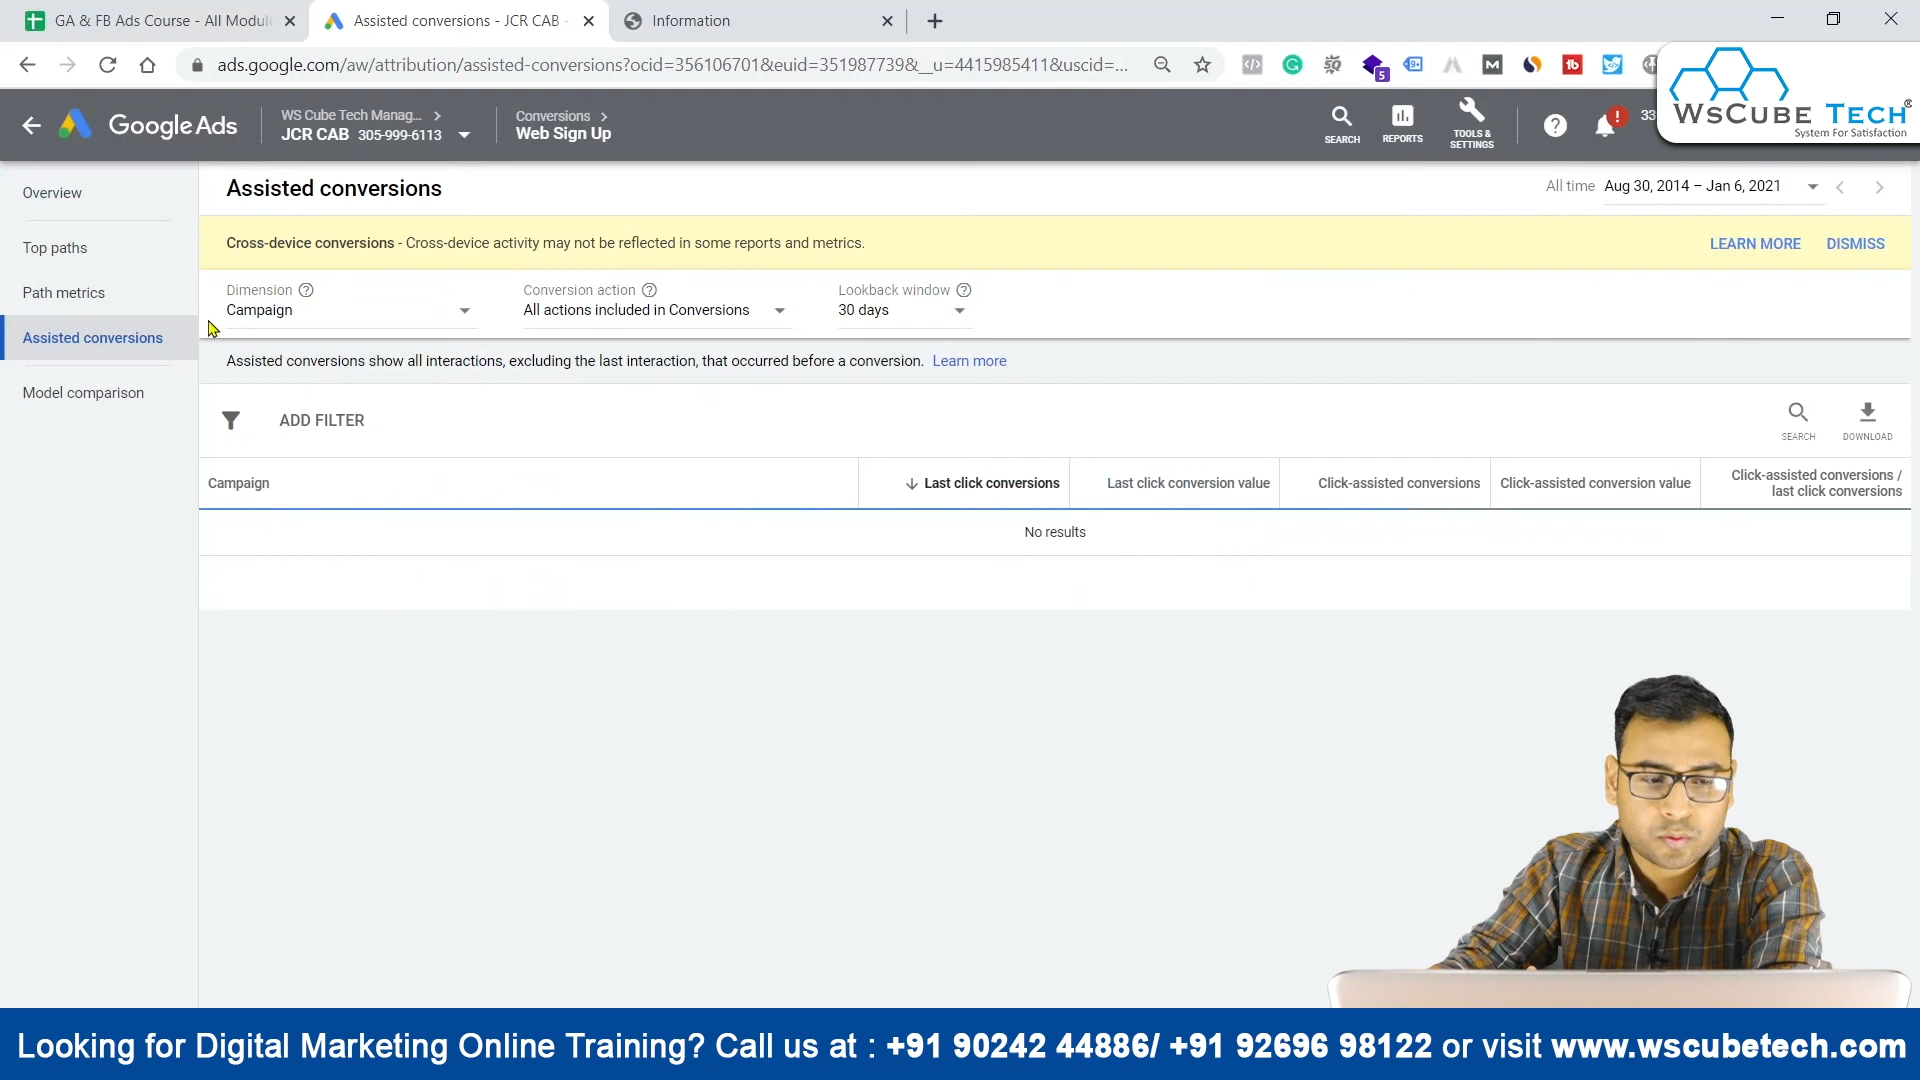 GA & FB Ads Course - All Module
Assisted conversions - JCR CAB -
Information
ads.google.com/aw/attribution/assisted-conversions?ocid=356106701&euid=351987739&__u=4415985411&uscid=...
5
WsCube Tech®
System For Satisfaction
Google Ads
WS Cube Tech Manag... >
JCR CAB 305-999-6113
Conversions >
Web Sign Up
SEARCH
REPORTS
TOOLS & SETTINGS
33
Overview
Top paths
Path metrics
Assisted conversions
Model comparison
Assisted conversions
All time Aug 30, 2014 – Jan 6, 2021
Cross-device conversions - Cross-device activity may not be reflected in some reports and metrics.
LEARN MORE DISMISS
Dimension
Campaign
Conversion action
All actions included in Conversions
Lookback window
30 days
Assisted conversions show all interactions, excluding the last interaction, that occurred before a conversion. Learn more
ADD FILTER
SEARCH
DOWNLOAD
Campaign
Last click conversions
Last click conversion value
Click-assisted conversions
Click-assisted conversion value
Click-assisted conversions /
last click conversions
No results
Looking for Digital Marketing Online Training? Call us at : +91 90242 44886/ +91 92696 98122 or visit www.wscubetech.com